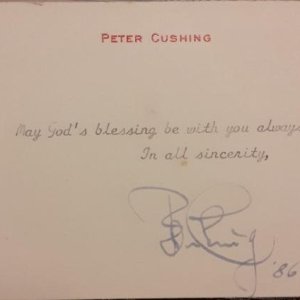 PETER CUSHING
May God's blessing be with you always
In all sincerity,
'86